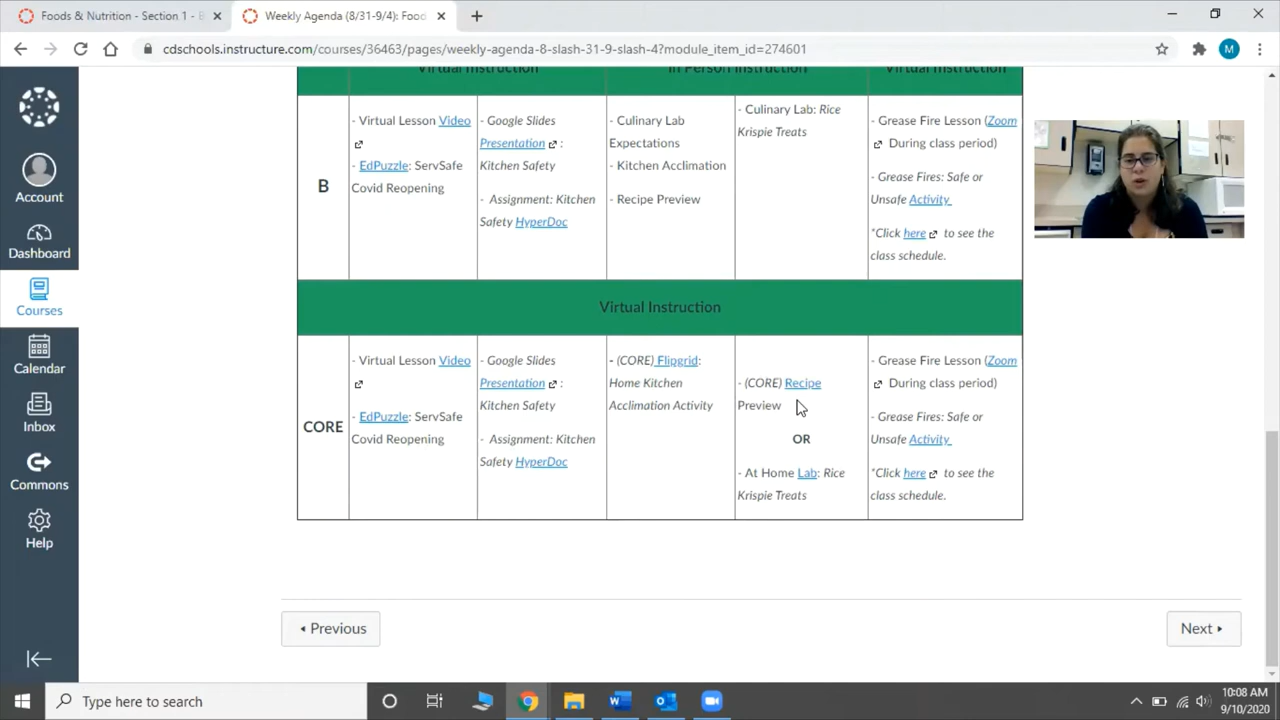 Foods & Nutrition - Section 1 - B
Weekly Agenda (8/31-9/4): Food
cdschools.instructure.com/courses/36463/pages/weekly-agenda-8-slash-31-9-slash-4?module_item_id=274601
M
Account
Dashboard
Courses
Calendar
Inbox
Commons
Help
Virtual Instruction
In Person Instruction
Virtual Instruction
B
- Virtual Lesson Video
- EdPuzzle: ServSafe
Covid Reopening
- Google Slides
Presentation :
Kitchen Safety
- Assignment: Kitchen
Safety HyperDoc
- Culinary Lab
Expectations
- Kitchen Acclimation
- Recipe Preview
- Culinary Lab: Rice
Krispie Treats
- Grease Fire Lesson (Zoom
During class period)
- Grease Fires: Safe or
Unsafe Activity
*Click here to see the
class schedule.
Virtual Instruction
CORE
- Virtual Lesson Video
- EdPuzzle: ServSafe
Covid Reopening
- Google Slides
Presentation :
Kitchen Safety
- Assignment: Kitchen
Safety HyperDoc
- (CORE) Flipgrid:
Home Kitchen
Acclimation Activity
- (CORE) Recipe
Preview
OR
- At Home Lab: Rice
Krispie Treats
- Grease Fire Lesson (Zoom
During class period)
- Grease Fires: Safe or
Unsafe Activity
*Click here to see the
class schedule.
Previous
Next
Type here to search
10:08 AM
9/10/2020